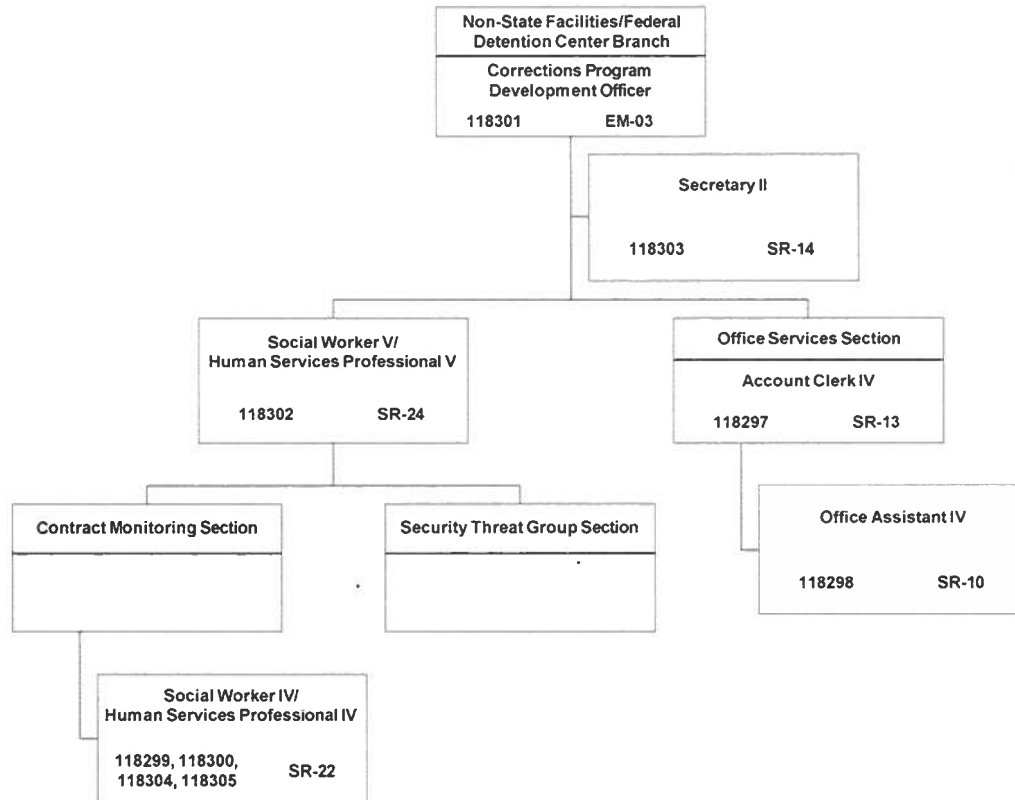 Non-State Facilities/Federal
Detention Center Branch
Corrections Program
Development Officer
118301 EM-03
Secretary II
118303 SR-14
Social Worker V/
Human Services Professional V
118302 SR-24
Office Services Section
Account Clerk IV
118297 SR-13
Contract Monitoring Section
Security Threat Group Section
Office Assistant IV
118298 SR-10
Social Worker IV/
Human Services Professional IV
118299, 118300,
118304, 118305 SR-22